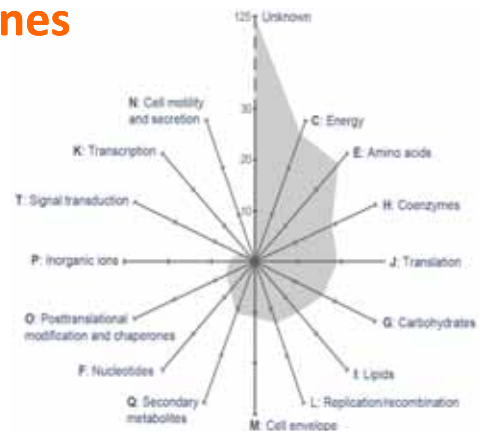 nes
125
Unknown
N: Cell motility
and secretion
30
C: Energy
K: Transcription
20
E: Amino acids
T: Signal transduction
10
H: Coenzymes
P: Inorganic ions
J: Translation
O: Posttranslational
modification and chaperones
G: Carbohydrates
F: Nucleotides
I: Lipids
Q: Secondary
metabolites
L: Replication/recombination
M: Cell envelope